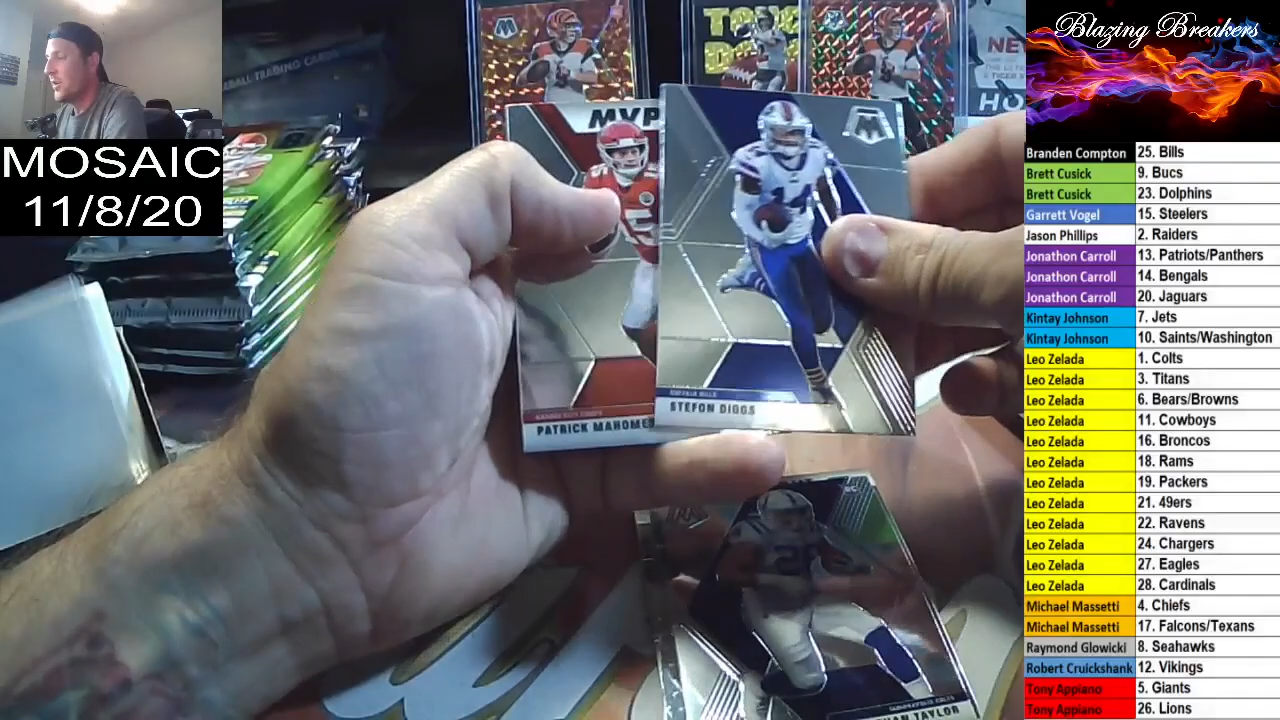 MOSAIC
11/8/20
Blazing Breakers
MVP
PATRICK MAHOMES
BUFFALO BILLS
STEFON DIGGS
14
INDIANAPOLIS COLTS
TAYLOR
Branden Compton 25. Bills
Brett Cusick 9. Bucs
Brett Cusick 23. Dolphins
Garrett Vogel 15. Steelers
Jason Phillips 2. Raiders
Jonathon Carroll 13. Patriots/Panthers
Jonathon Carroll 14. Bengals
Jonathon Carroll 20. Jaguars
Kintay Johnson 7. Jets
Kintay Johnson 10. Saints/Washington
Leo Zelada 1. Colts
Leo Zelada 3. Titans
Leo Zelada 6. Bears/Browns
Leo Zelada 11. Cowboys
Leo Zelada 16. Broncos
Leo Zelada 18. Rams
Leo Zelada 19. Packers
Leo Zelada 21. 49ers
Leo Zelada 22. Ravens
Leo Zelada 24. Chargers
Leo Zelada 27. Eagles
Leo Zelada 28. Cardinals
Michael Massetti 4. Chiefs
Michael Massetti 17. Falcons/Texans
Raymond Glowicki 8. Seahawks
Robert Cruickshank 12. Vikings
Tony Appiano 5. Giants
Tony Appiano 26. Lions